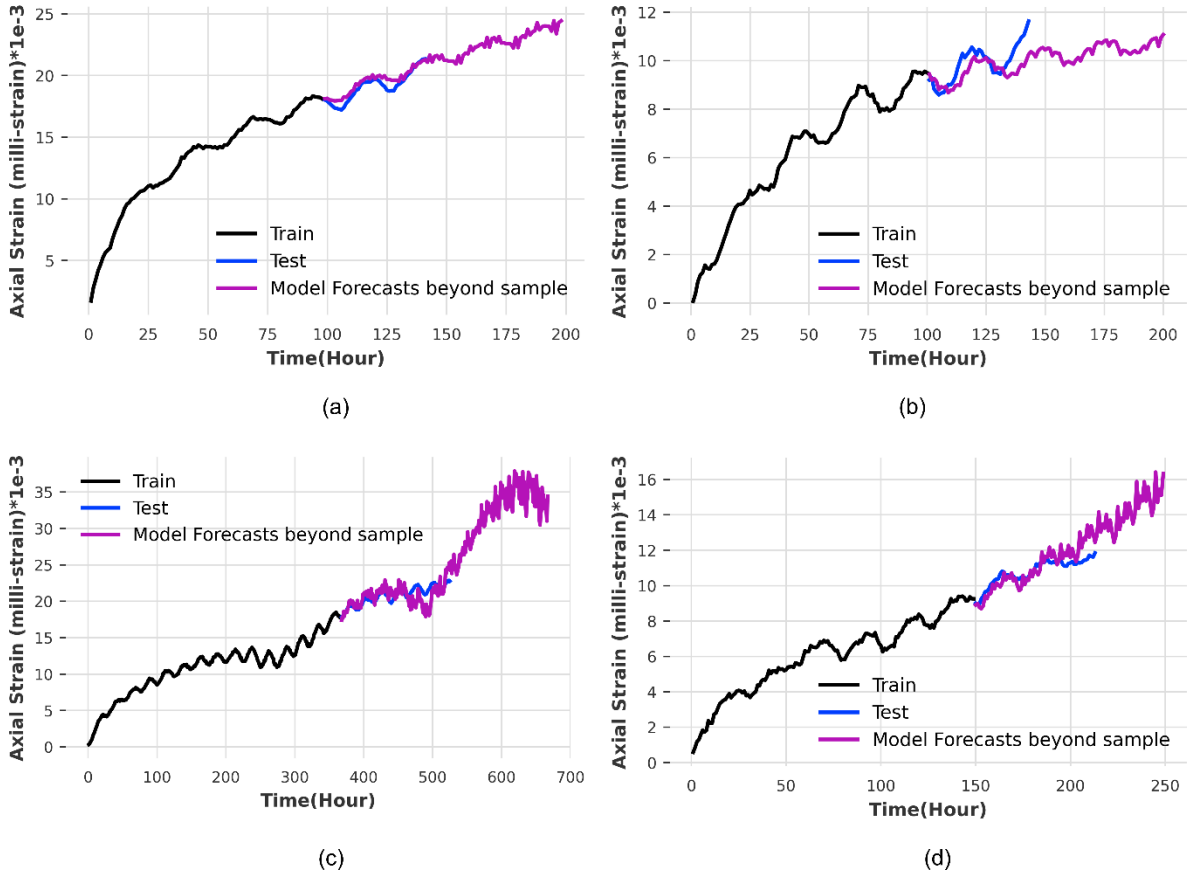 Axial Strain (milli-strain)*1e-3
25
20
15
10
5
Train
Test
Model Forecasts beyond sample
0 25 50 75 100 125 150 175 200
Time(Hour)
(a)
Axial Strain (milli-strain)*1e-3
12
10
8
6
4
2
0
Train
Test
Model Forecasts beyond sample
0 25 50 75 100 125 150 175 200
Time(Hour)
(b)
Axial Strain (milli-strain)*1e-3
35
30
25
20
15
10
5
0
Train
Test
Model Forecasts beyond sample
0 100 200 300 400 500 600 700
Time(Hour)
(c)
Axial Strain (milli-strain)*1e-3
16
14
12
10
8
6
4
2
0
Train
Test
Model Forecasts beyond sample
0 50 100 150 200 250
Time(Hour)
(d)